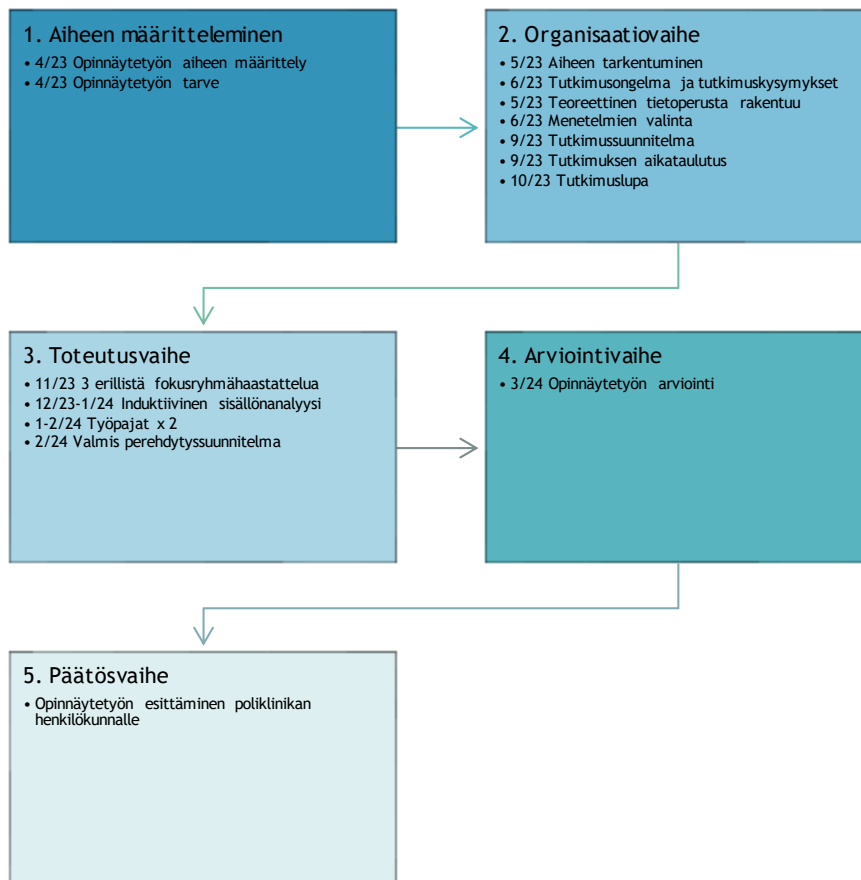 1. Aiheen määritteleminen
• 4/23 Opinnäytetyön aiheen määrittely
• 4/23 Opinnäytetyön tarve
2. Organisaatiovaihe
• 5/23 Aiheen tarkentuminen
• 6/23 Tutkimusongelma ja tutkimuskysymykset
• 5/23 Teoreettinen tietoperusta rakentuu
• 6/23 Menetelmien valinta
• 9/23 Tutkimussuunnitelma
• 9/23 Tutkimuksen aikataulutus
• 10/23 Tutkimuslupa
3. Toteutusvaihe
• 11/23 3 erillistä fokusryhmähaastattelua
• 12/23-1/24 Induktiivinen sisällönanalyysi
• 1-2/24 Työpajat x 2
• 2/24 Valmis perehdytyssuunnitelma
4. Arviointivaihe
• 3/24 Opinnäytetyön arviointi
5. Päätösvaihe
• Opinnäytetyön esittäminen poliklinikan
henkilökunnalle